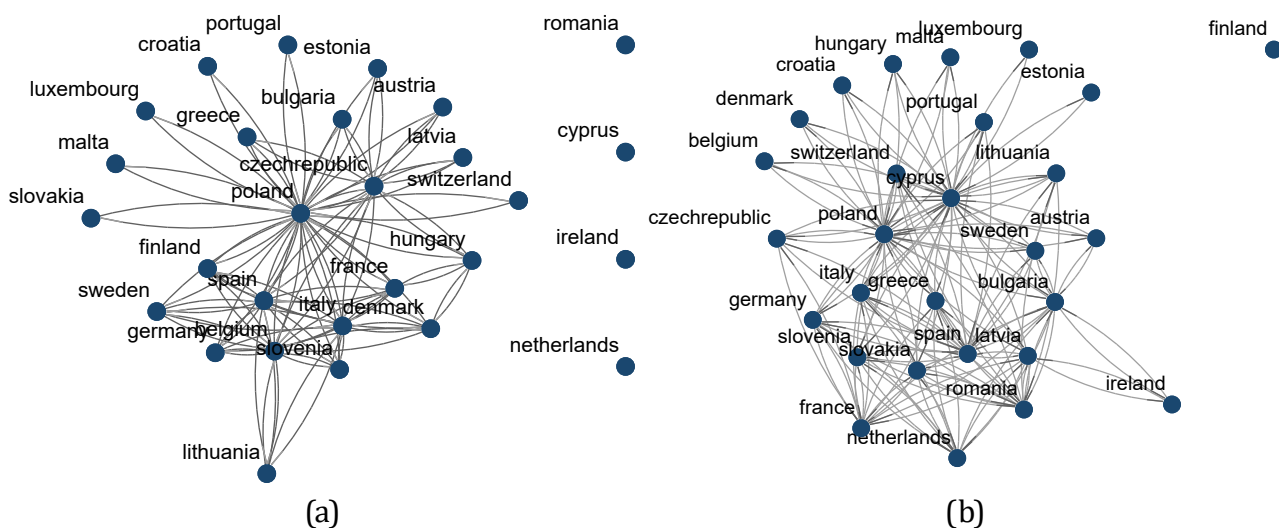 portugal
romania
croatia
estonia
luxembourg
bulgaria
austria
greece
malta
latvia
cyprus
czechrepublic
slovakia
poland
switzerland
finland
hungary
ireland
spain
france
sweden
italy
denmark
germany
belgium
slovenia
netherlands
lithuania
(a)
luxembourg
finland
malta
hungary
croatia
estonia
denmark
portugal
belgium
switzerland
lithuania
cyprus
czechrepublic
poland
austria
sweden
italy
greece
bulgaria
germany
slovenia
spain
latvia
slovakia
romania
ireland
france
netherlands
(b)